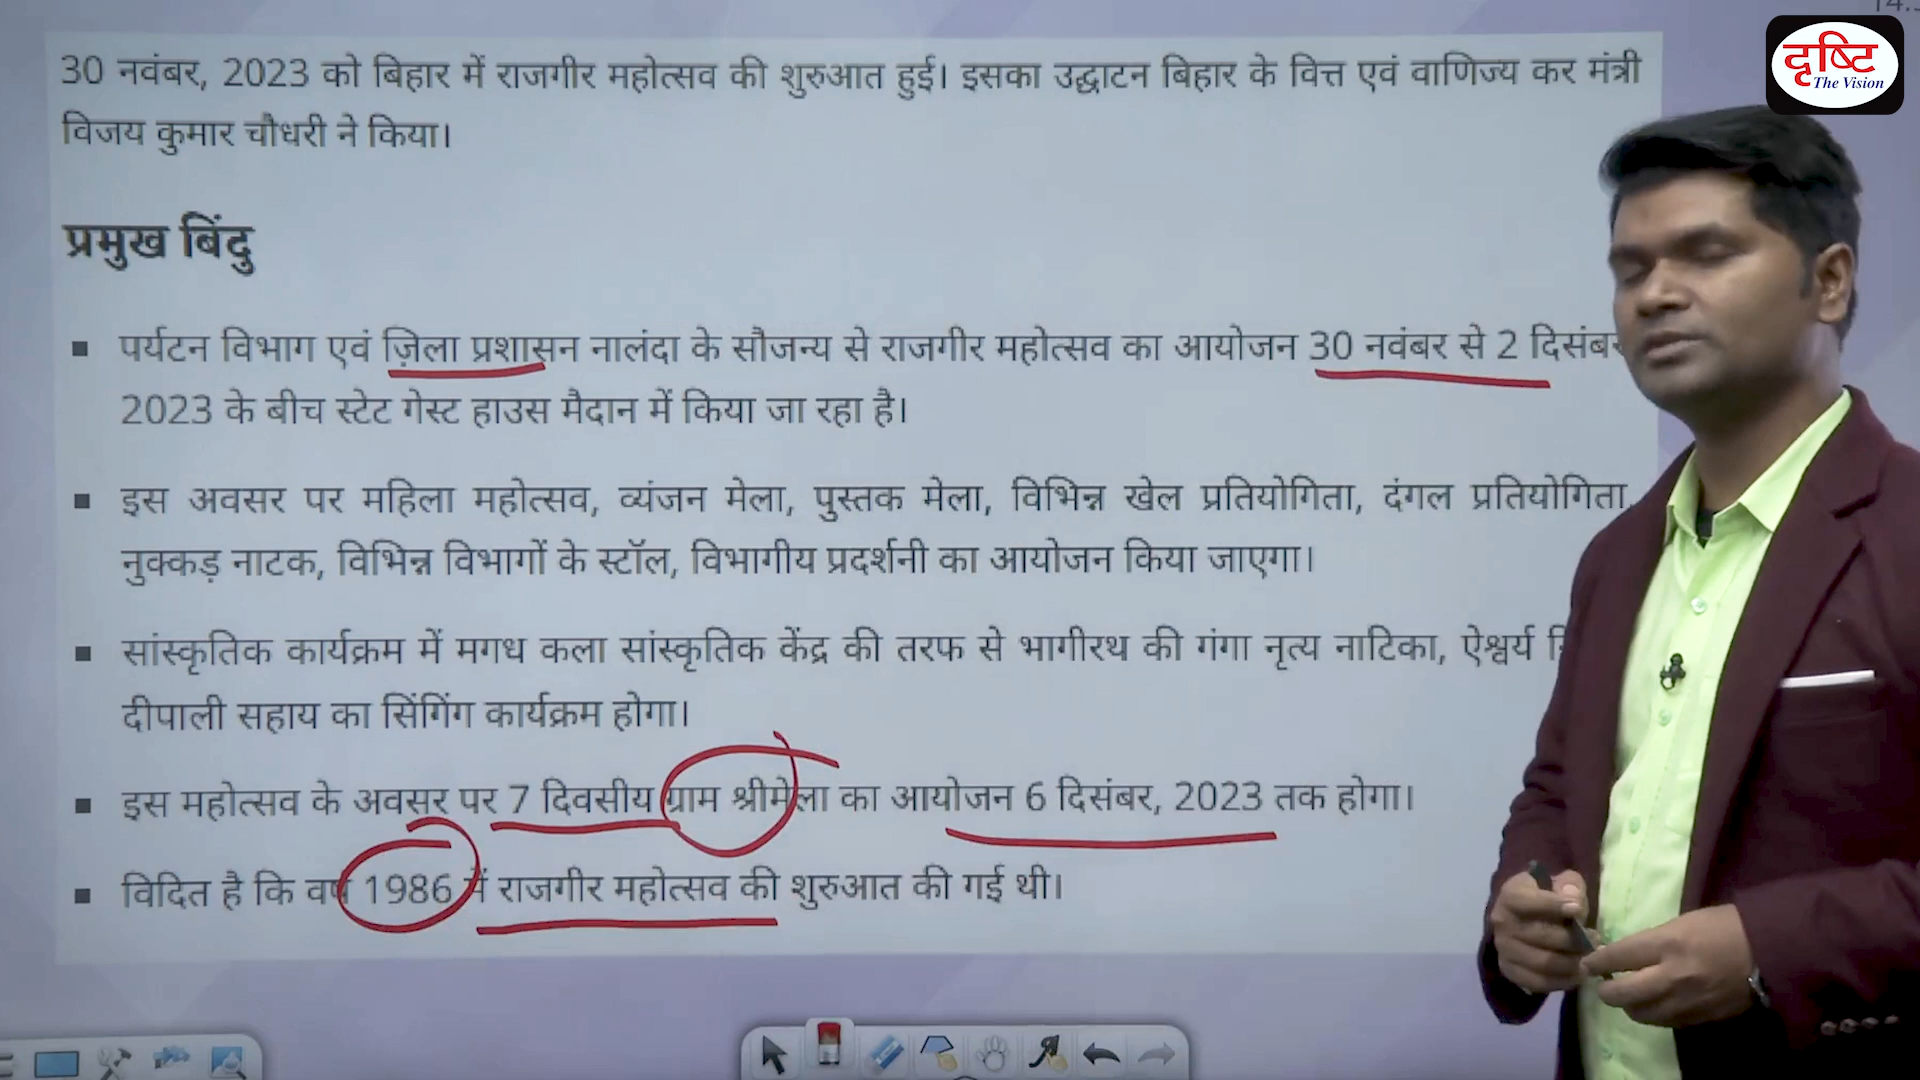 दृष्टि
The Vision
30 नवंबर, 2023 को बिहार में राजगीर महोत्सव की शुरुआत हुई। इसका उद्घाटन बिहार के वित्त एवं वाणिज्य कर मंत्री
विजय कुमार चौधरी ने किया।
प्रमुख बिंदु
▪ पर्यटन विभाग एवं ज़िला प्रशासन नालंदा के सौजन्य से राजगीर महोत्सव का आयोजन 30 नवंबर से 2 दिसंबर
2023 के बीच स्टेट गेस्ट हाउस मैदान में किया जा रहा है।
▪ इस अवसर पर महिला महोत्सव, व्यंजन मेला, पुस्तक मेला, विभिन्न खेल प्रतियोगिता, दंगल प्रतियोगिता,
नुक्कड़ नाटक, विभिन्न विभागों के स्टॉल, विभागीय प्रदर्शनी का आयोजन किया जाएगा।
▪ सांस्कृतिक कार्यक्रम में मगध कला सांस्कृतिक केंद्र की तरफ से भागीरथ की गंगा नृत्य नाटिका, ऐश्वर्य
दीपाली सहाय का सिंगिंग कार्यक्रम होगा।
▪ इस महोत्सव के अवसर पर 7 दिवसीय ग्राम श्रीमेला का आयोजन 6 दिसंबर, 2023 तक होगा।
▪ विदित है कि वर्ष 1986 में राजगीर महोत्सव की शुरुआत की गई थी।